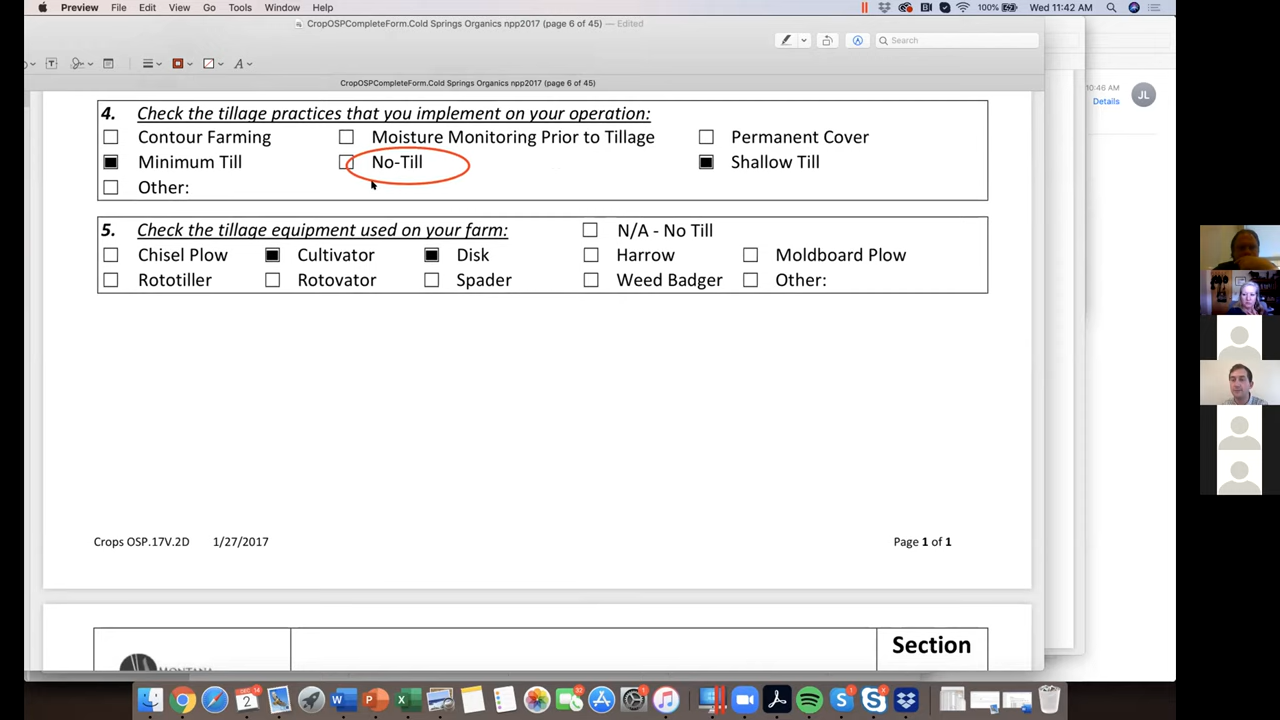 Preview File Edit View Go Tools Window Help 100% Wed 11:42 AM
CropOSPCompleteForm.Cold Springs Organics npp2017 (page 6 of 45) — Edited
Search
CropOSPCompleteForm.Cold Springs Organics npp2017 (page 6 of 45)
10:46 AM
Details
JL
4. Check the tillage practices that you implement on your operation:
Contour Farming Moisture Monitoring Prior to Tillage Permanent Cover
Minimum Till No-Till Shallow Till
Other:
5. Check the tillage equipment used on your farm: N/A - No Till
Chisel Plow Cultivator Disk Harrow Moldboard Plow
Rototiller Rotovator Spader Weed Badger Other:
Crops OSP.17V.2D 1/27/2017 Page 1 of 1
Section
MONTANA